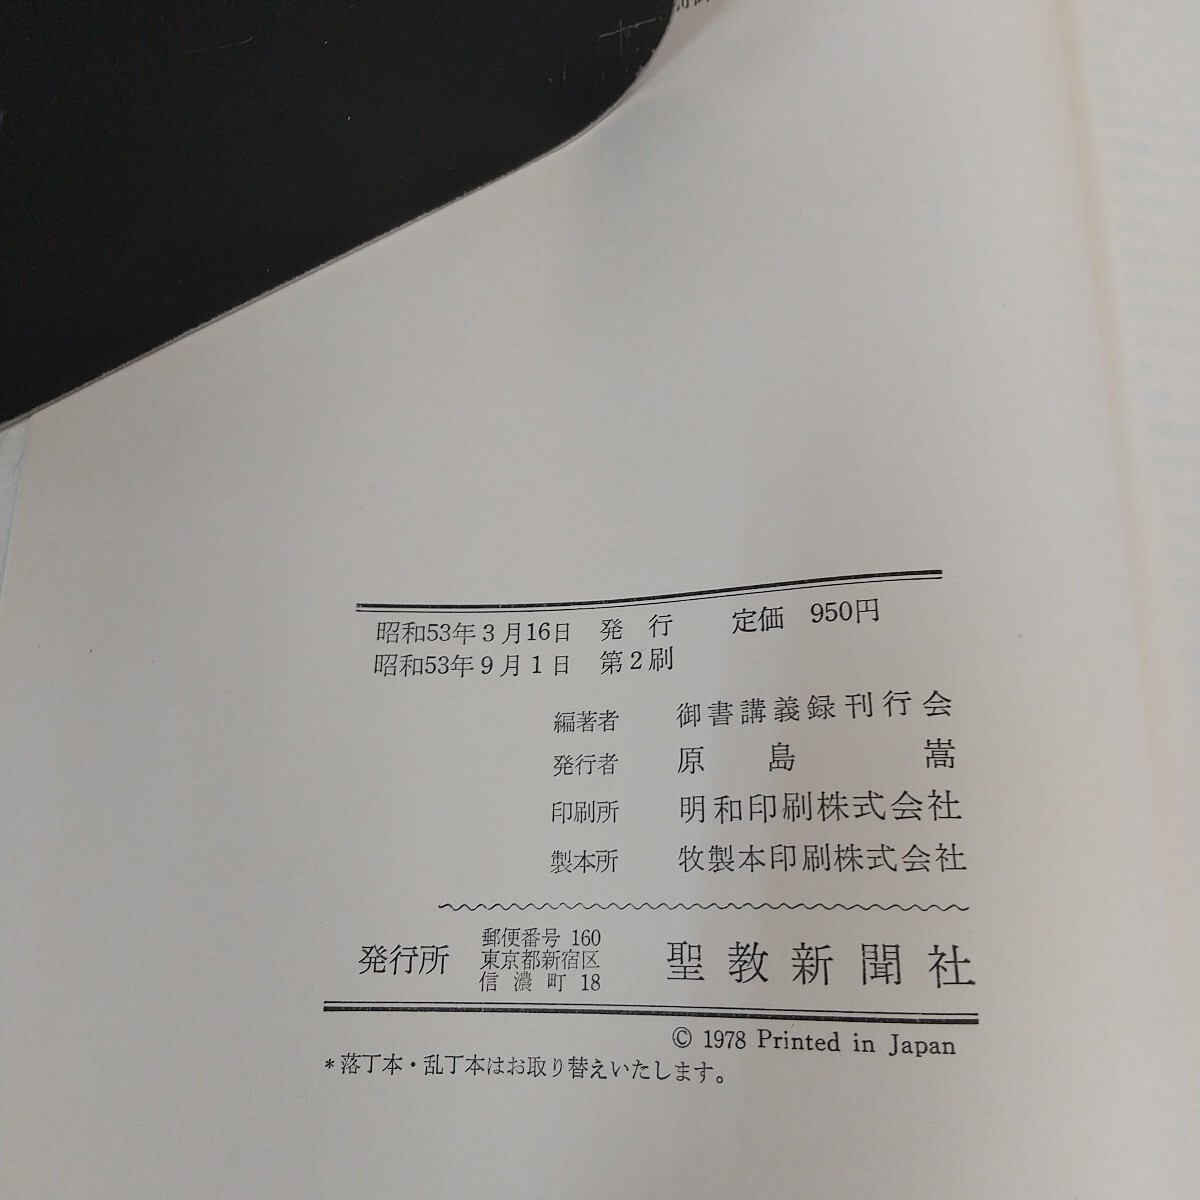 昭和53年3月16日 発行 定価 950円
昭和53年9月1日 第2刷
編著者 御書講義録刊行会
発行者 原島 嵩
印刷所 明和印刷株式会社
製本所 牧製本印刷株式会社
発行所 郵便番号 160
東京都新宿区
信濃町 18
聖教新聞社
© 1978 Printed in Japan
*落丁本・乱丁本はお取り替えいたします。